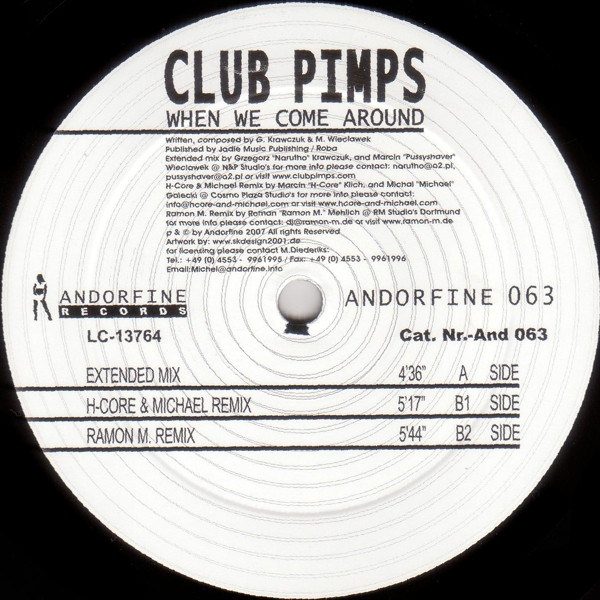 CLUB PIMPS
WHEN WE COME AROUND
Written, composed by G. Krawczuk & M. Wieclawek
Published by Jadie Music Publishing / Roba
Extended mix by Grzegorz "Narutho" Krawczuk, and Marcin "Pussyshaver"
Wieclawek @ N&P Studio's for more info please contact: narutho@o2.pl,
pussyshaver@o2.pl or visit www.clubpimps.com
H-Core & Michael Remix by Marcin "H-Core" Klich, and Michal "Michael"
Galecki @ Cosmo Plaza Studio's for more info please contact:
info@hcore-and-michael.com or visit www.hcore-and-michael.com
Ramon M. Remix by Roman "Ramon M." Mehlich @ RM Studio's Dortmund
for more info please contact: dj@ramon-m.de or visit www.ramon-m.de
p & © by Andorfine 2007 All rights Reserved
Artwork by: www.skdesign2001.de
for licensing please contact M.Diederiks:
Tel.: +49 (0) 4553 - 9961995 / Fax: +49 (0) 4553 - 9961996
Email:Michel@andorfine.info
ANDORFINE
RECORDS
ANDORFINE 063
LC-13764
Cat. Nr.-And 063
EXTENDED MIX 4'36" A SIDE
H-CORE & MICHAEL REMIX 5'17" B1 SIDE
RAMON M. REMIX 5'44" B2 SIDE